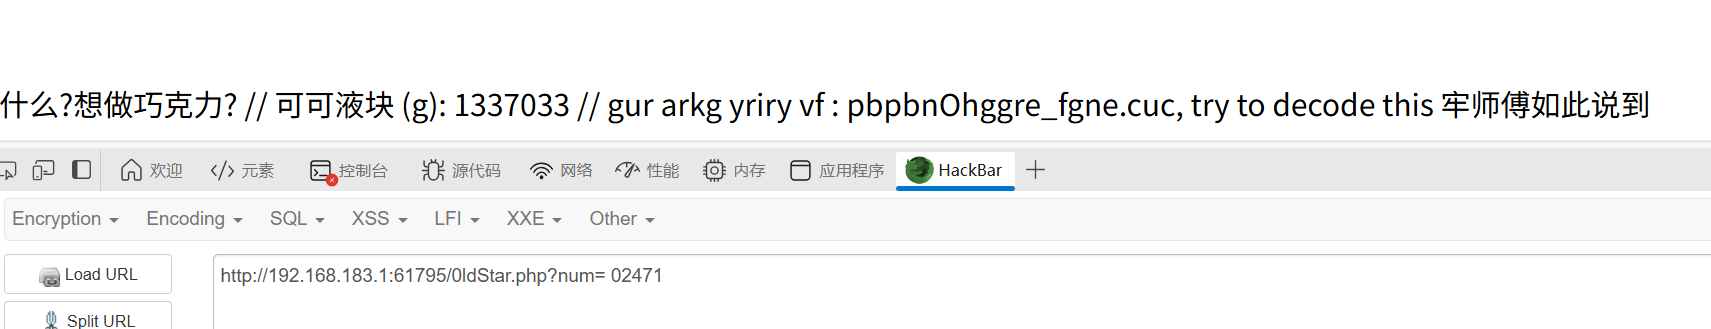 什么?想做巧克力? // 可可液块 (g): 1337033 // gur arkg yriry vf : pbpbnOhggre_fgne.cuc, try to decode this 牢师傅如此说到
欢迎 元素 控制台 源代码 网络 性能 内存 应用程序 HackBar
Encryption Encoding SQL XSS LFI XXE Other
Load URL http://192.168.183.1:61795/0ldStar.php?num= 02471
Split URL